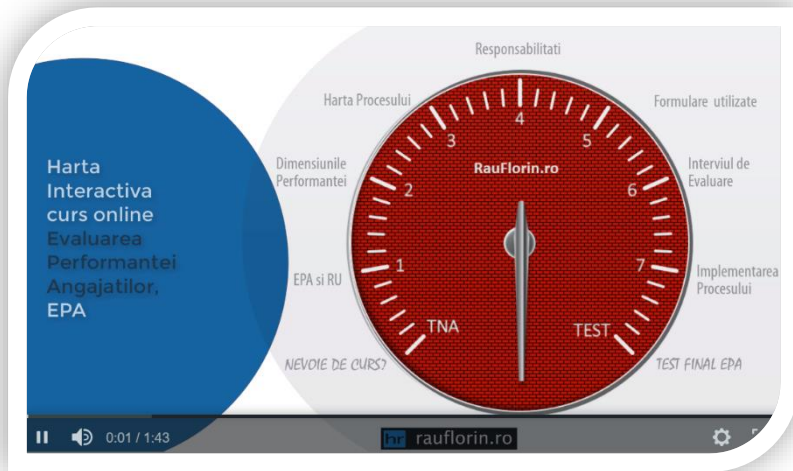 Harta
Interactiva
curs online
Evaluarea
Performantei
Angajatilor,
EPA
Responsabilitati
Harta Procesului
Formulare utilizate
Dimensiunile
Performantei
Interviul de
Evaluare
EPA si RU
Implementarea
Procesului
NEVOIE DE CURS?
TEST FINAL EPA
RauFlorin.ro
TNA
1
2
3
4
5
6
7
TEST
0:01 / 1:43
hr rauflorin.ro